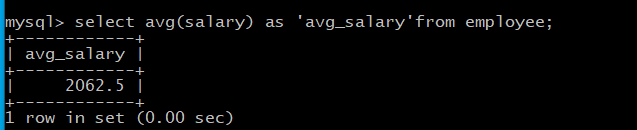 mysql> select avg(salary) as 'avg_salary'from employee;
+------------+
| avg_salary |
+------------+
|     2062.5 |
+------------+
1 row in set (0.00 sec)